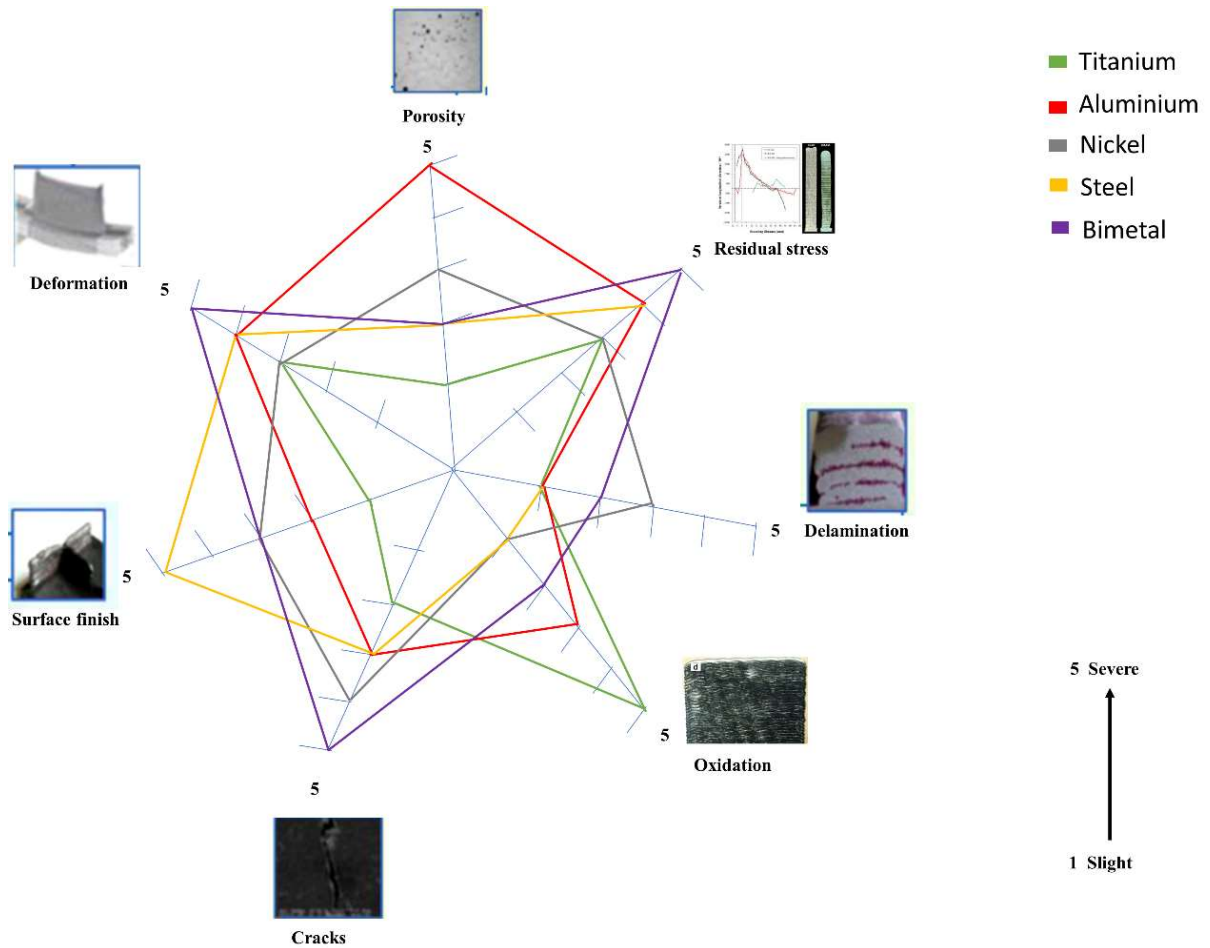 Porosity
5
Titanium
Aluminium
Nickel
Steel
Bimetal
Residual stress
5
Deformation
5
Delamination
5
Surface finish
5
d
Oxidation
5
5
Cracks
5 Severe
1 Slight